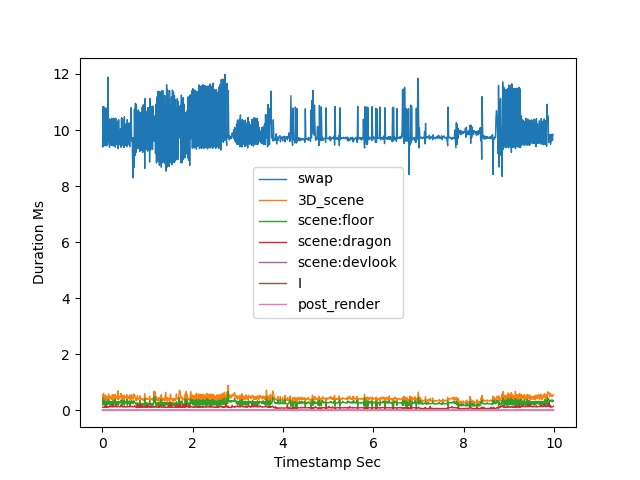 12
10
8
6
4
2
0
Duration Ms
swap
3D_scene
scene:floor
scene:dragon
scene:devlook
I
post_render
0 2 4 6 8 10
Timestamp Sec